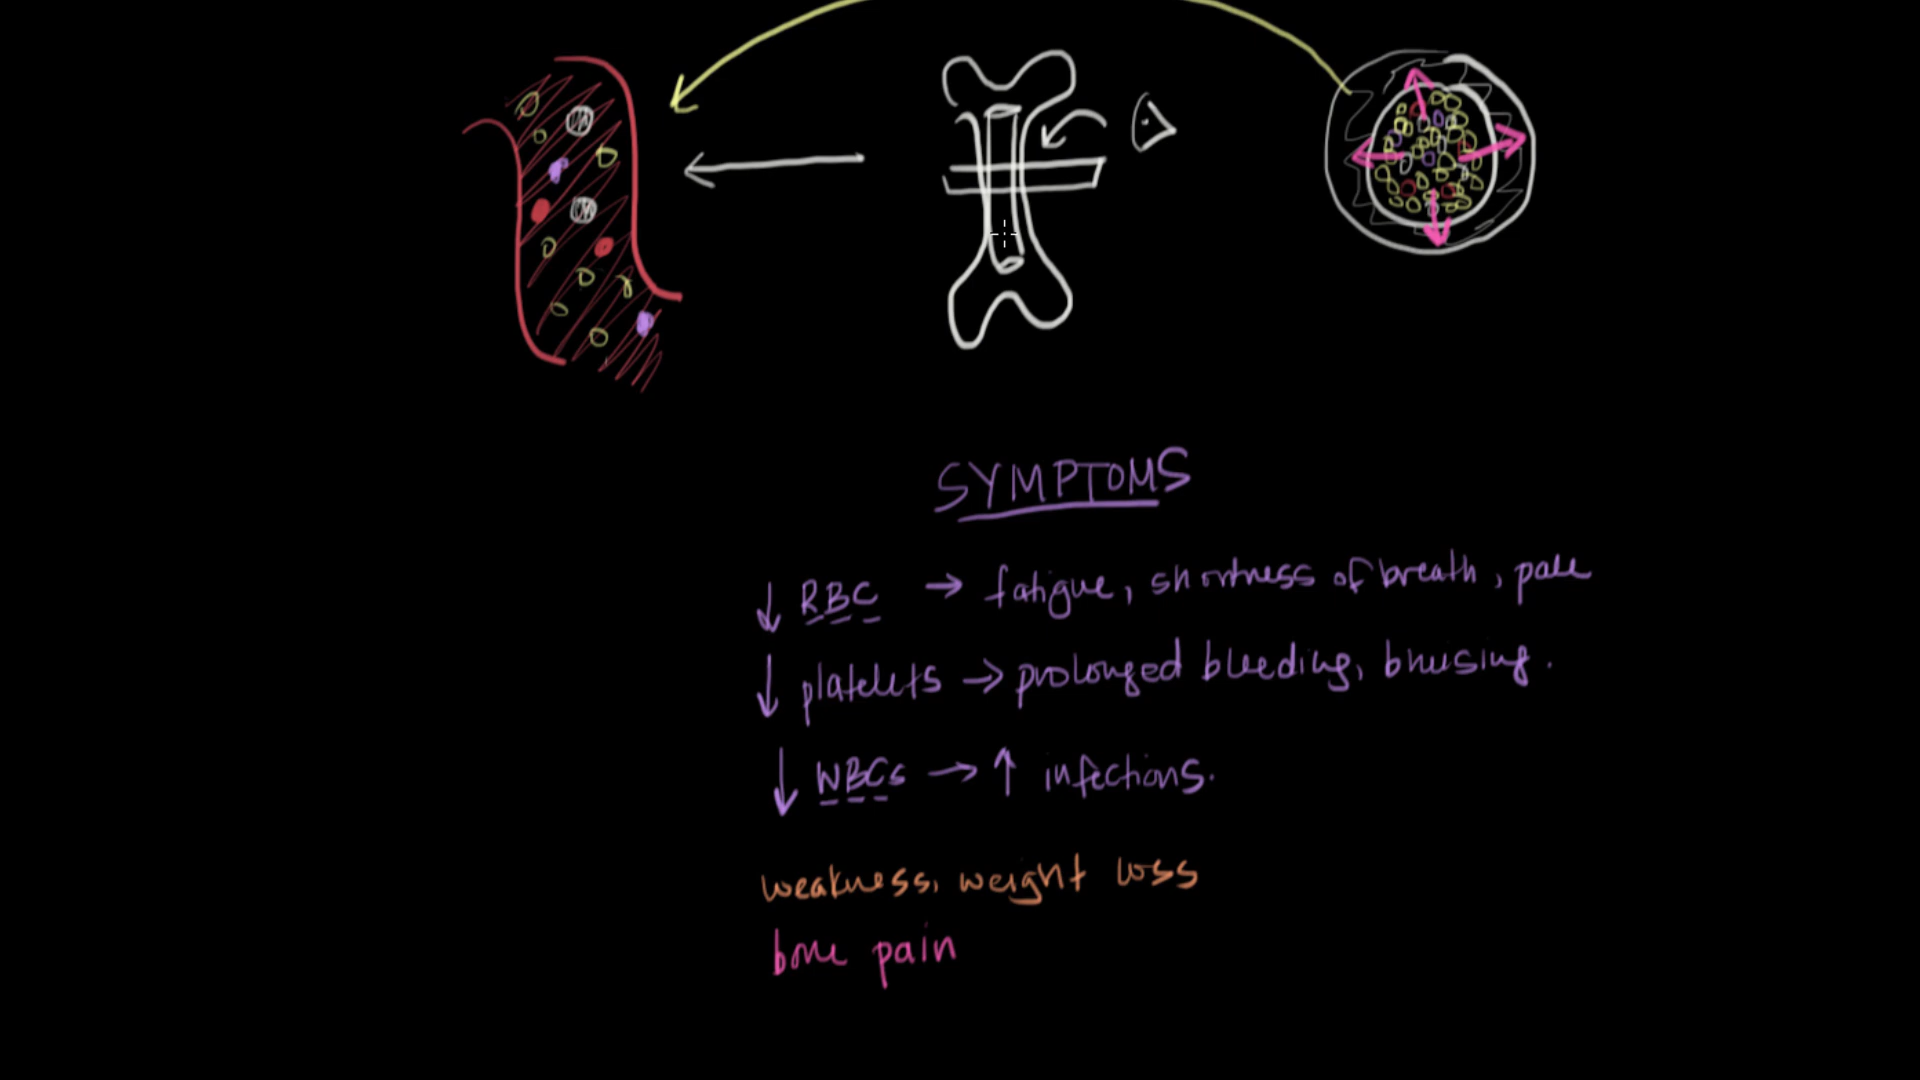 SYMPTOMS
↓ RBC → fatigue, shortness of breath, pale
↓ platelets → prolonged bleeding, bruising.
↓ WBCs → ↑ infections.
weakness, weight loss
bone pain